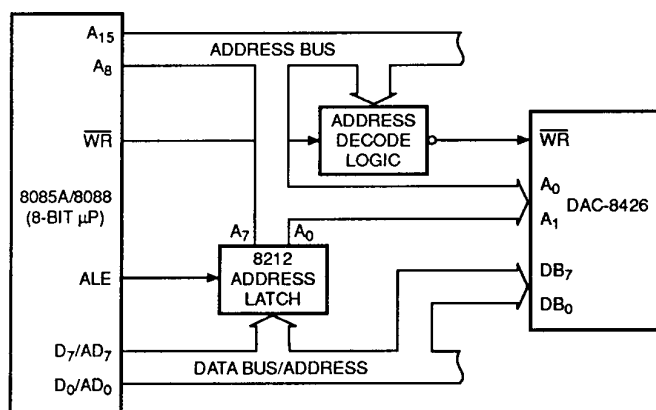 A15
ADDRESS BUS
A8
ADDRESS
DECODE
LOGIC
WR
WR
8085A/8088
(8-BIT μP)
A0
DAC-8426
A1
A7
A0
8212
ADDRESS
LATCH
ALE
DB7
DB0
D7/AD7
DATA BUS/ADDRESS
D0/AD0